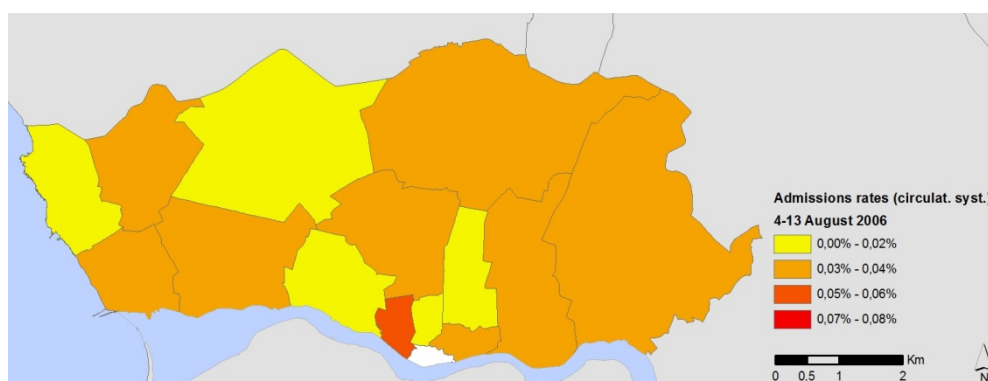 Admissions rates (circulat. syst.)
4-13 August 2006
0,00% - 0,02%
0,03% - 0,04%
0,05% - 0,06%
0,07% - 0,08%
Km
0 0.5 1 2
N